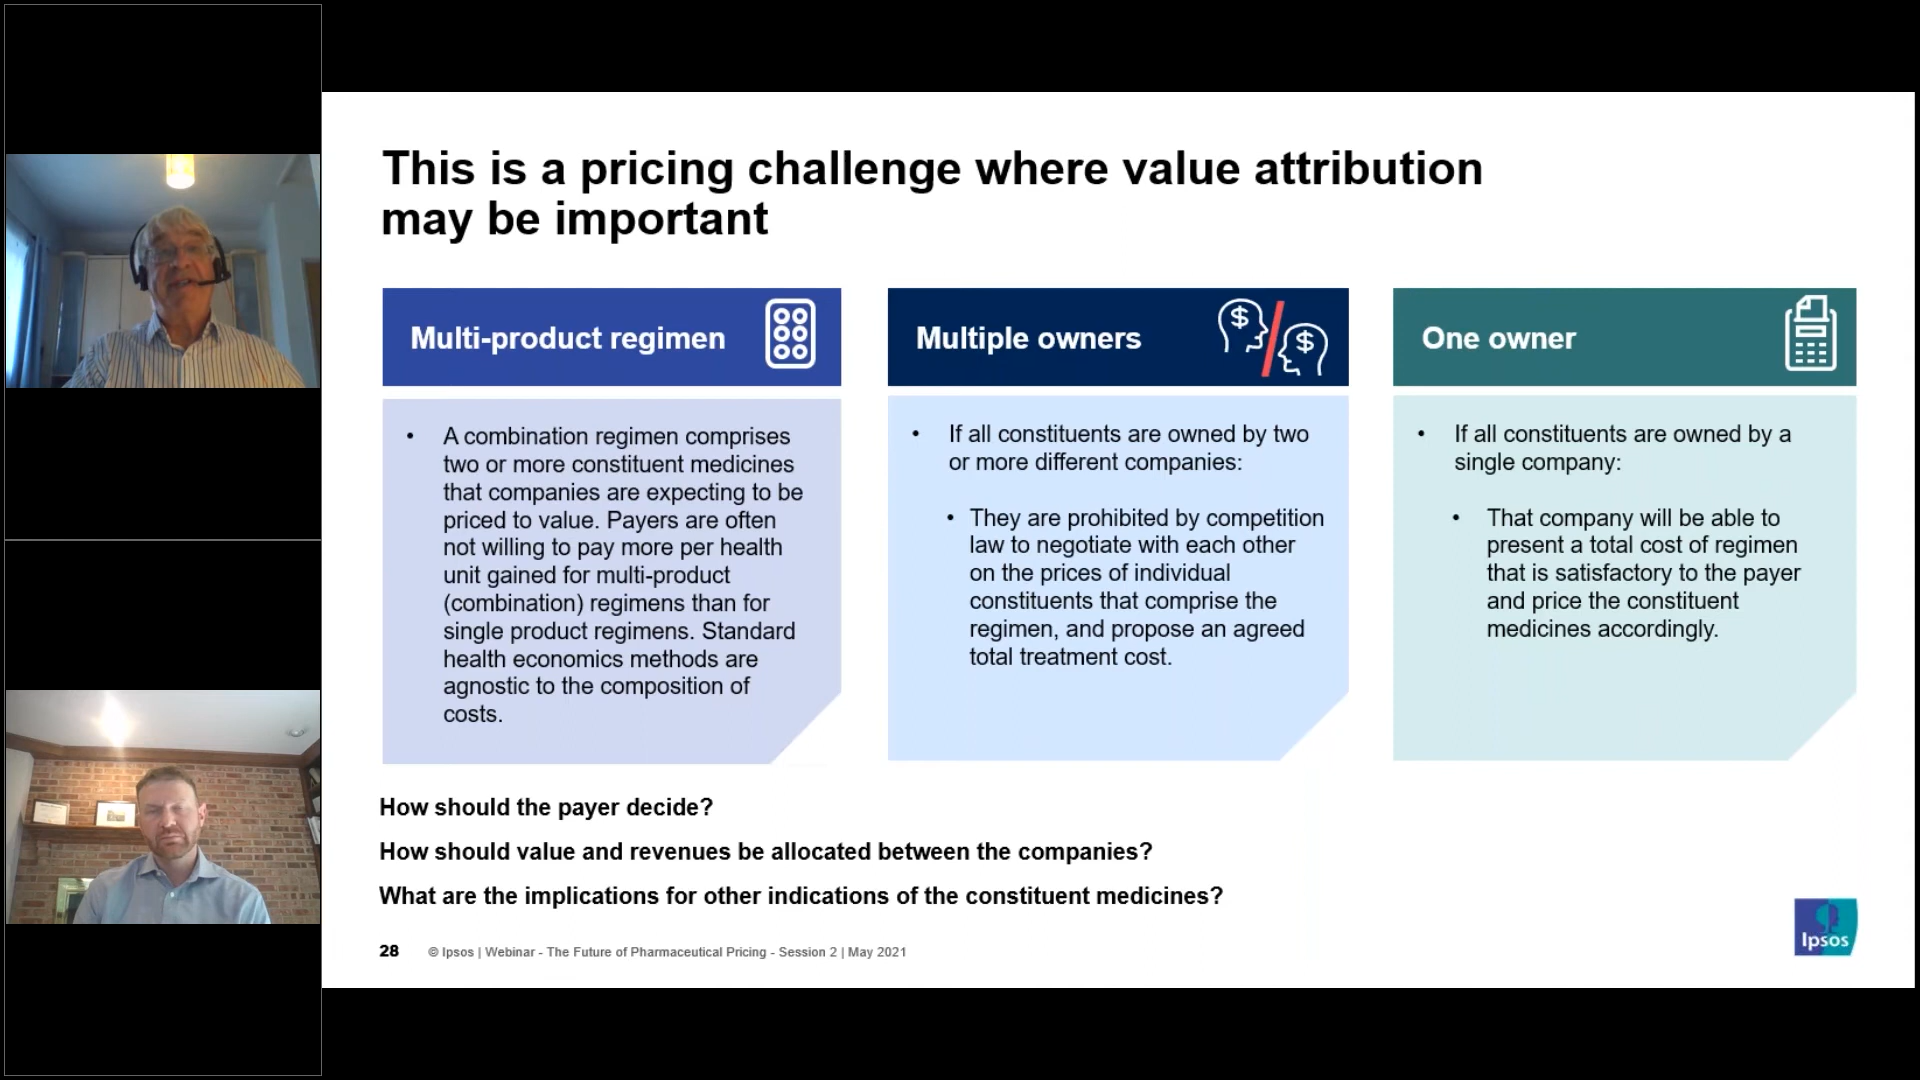 This is a pricing challenge where value attribution
may be important
Multi-product regimen
• A combination regimen comprises
two or more constituent medicines
that companies are expecting to be
priced to value. Payers are often
not willing to pay more per health
unit gained for multi-product
(combination) regimens than for
single product regimens. Standard
health economics methods are
agnostic to the composition of
costs.
Multiple owners
$
$
• If all constituents are owned by two
or more different companies:
• They are prohibited by competition
law to negotiate with each other
on the prices of individual
constituents that comprise the
regimen, and propose an agreed
total treatment cost.
One owner
• If all constituents are owned by a
single company:
• That company will be able to
present a total cost of regimen
that is satisfactory to the payer
and price the constituent
medicines accordingly.
How should the payer decide?
How should value and revenues be allocated between the companies?
What are the implications for other indications of the constituent medicines?
28 © Ipsos | Webinar - The Future of Pharmaceutical Pricing - Session 2 | May 2021
Ipsos